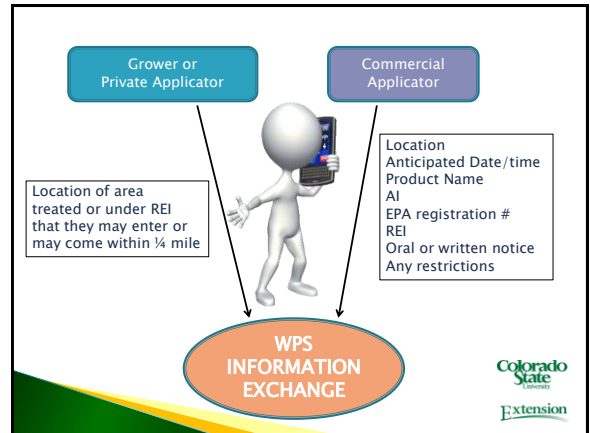 Grower or
Private Applicator
Commercial
Applicator
Location of area
treated or under REI
that they may enter or
may come within ¼ mile
Location
Anticipated Date/time
Product Name
AI
EPA registration #
REI
Oral or written notice
Any restrictions
WPS
INFORMATION
EXCHANGE
Colorado
State
University
Extension